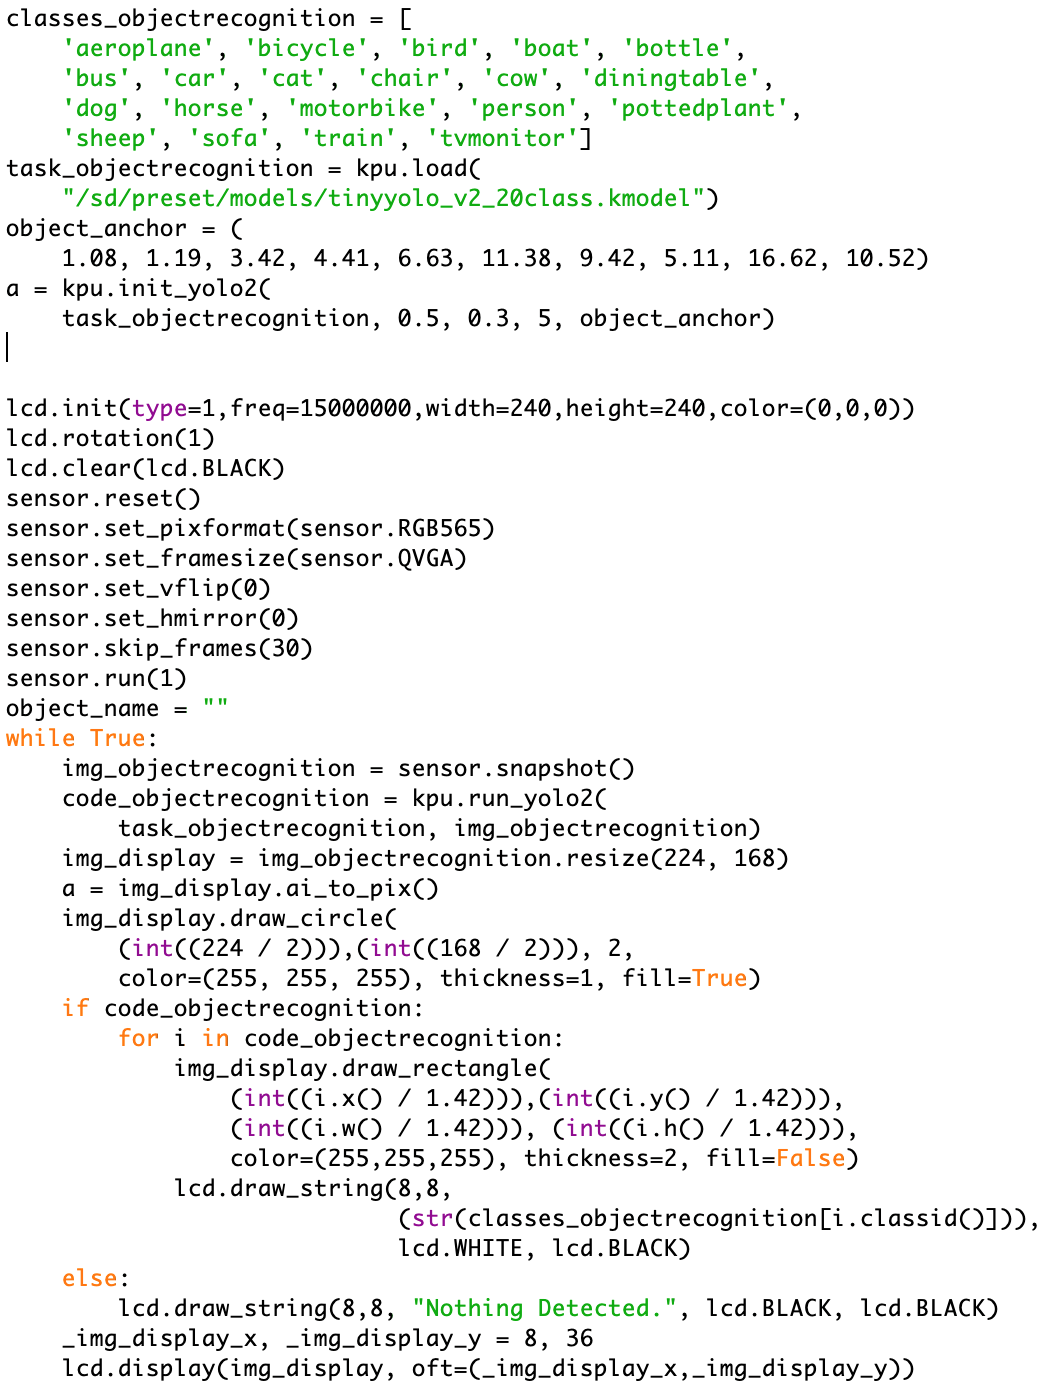 classes_objectrecognition = [
    'aeroplane', 'bicycle', 'bird', 'boat', 'bottle',
    'bus', 'car', 'cat', 'chair', 'cow', 'diningtable',
    'dog', 'horse', 'motorbike', 'person', 'pottedplant',
    'sheep', 'sofa', 'train', 'tvmonitor']
task_objectrecognition = kpu.load(
    "/sd/preset/models/tinyyolo_v2_20class.kmodel")
object_anchor = (
    1.08, 1.19, 3.42, 4.41, 6.63, 11.38, 9.42, 5.11, 16.62, 10.52)
a = kpu.init_yolo2(
    task_objectrecognition, 0.5, 0.3, 5, object_anchor)

lcd.init(type=1,freq=15000000,width=240,height=240,color=(0,0,0))
lcd.rotation(1)
lcd.clear(lcd.BLACK)
sensor.reset()
sensor.set_pixformat(sensor.RGB565)
sensor.set_framesize(sensor.QVGA)
sensor.set_vflip(0)
sensor.set_hmirror(0)
sensor.skip_frames(30)
sensor.run(1)
object_name = ""
while True:
    img_objectrecognition = sensor.snapshot()
    code_objectrecognition = kpu.run_yolo2(
        task_objectrecognition, img_objectrecognition)
    img_display = img_objectrecognition.resize(224, 168)
    a = img_display.ai_to_pix()
    img_display.draw_circle(
        (int((224 / 2))),(int((168 / 2))), 2,
        color=(255, 255, 255), thickness=1, fill=True)
    if code_objectrecognition:
        for i in code_objectrecognition:
            img_display.draw_rectangle(
                (int((i.x() / 1.42))),(int((i.y() / 1.42))),
                (int((i.w() / 1.42))), (int((i.h() / 1.42))),
                color=(255,255,255), thickness=2, fill=False)
            lcd.draw_string(8,8,
                            (str(classes_objectrecognition[i.classid()])),
                            lcd.WHITE, lcd.BLACK)
    else:
        lcd.draw_string(8,8, "Nothing Detected.", lcd.BLACK, lcd.BLACK)
    _img_display_x, _img_display_y = 8, 36
    lcd.display(img_display, oft=(_img_display_x,_img_display_y))